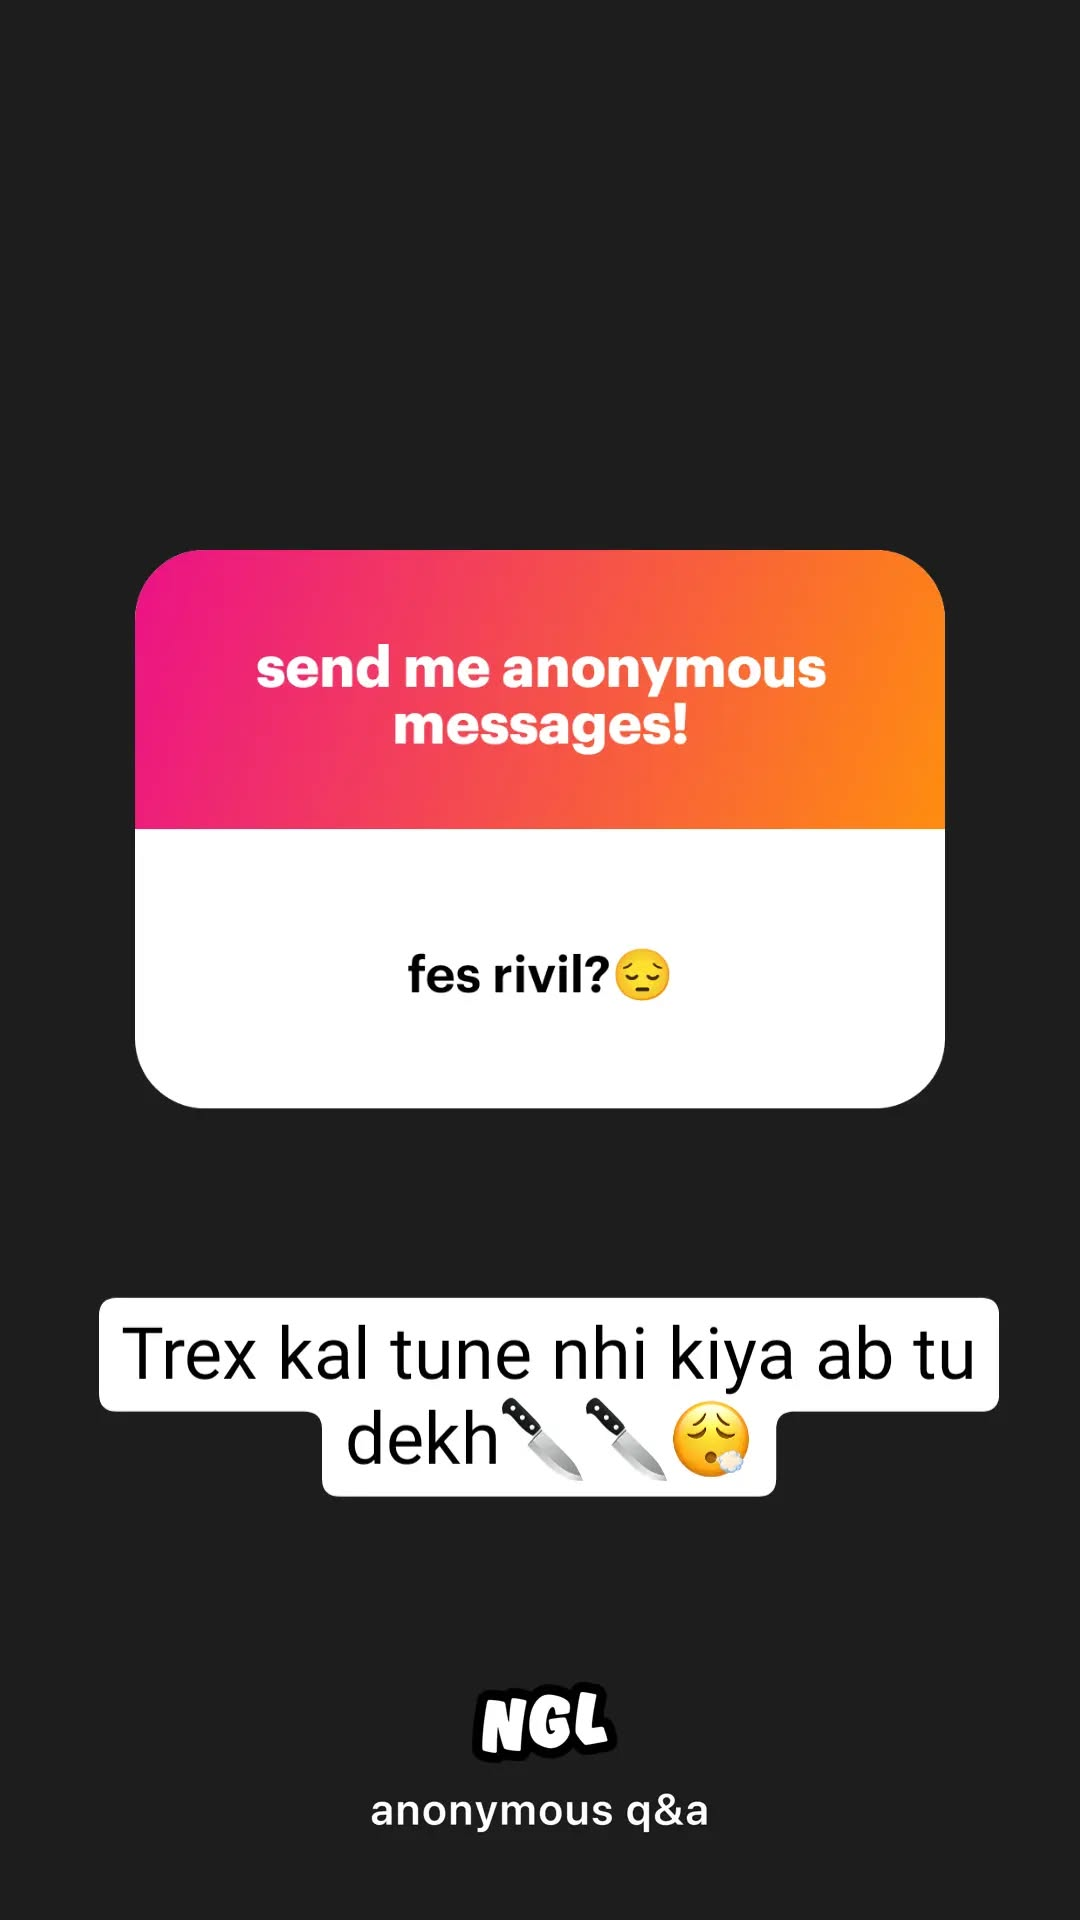 send me anonymous
messages!
fes rivil?😔
Trex kal tune nhi kiya ab tu
dekh🔪🔪😮‍💨
NGL
anonymous q&a